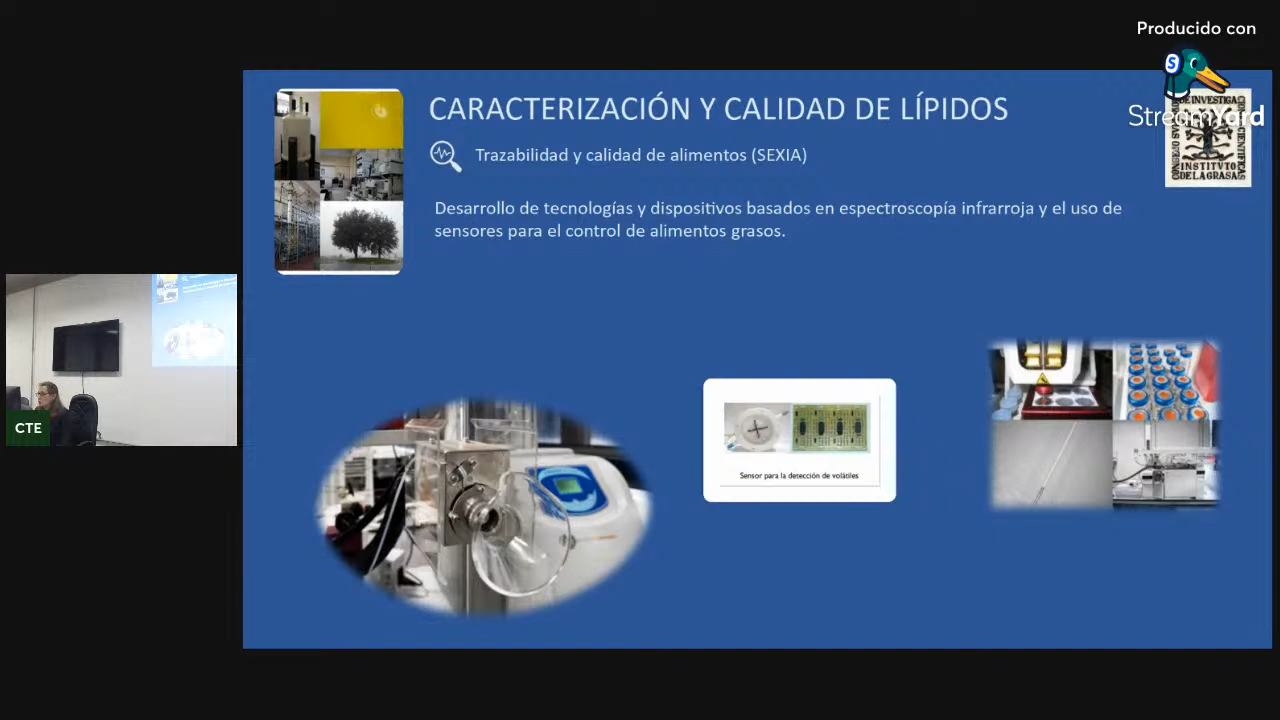 Producido con
StreamYard
CARACTERIZACIÓN Y CALIDAD DE LÍPIDOS
Trazabilidad y calidad de alimentos (SEXIA)
Desarrollo de tecnologías y dispositivos basados en espectroscopía infrarroja y el uso de
sensores para el control de alimentos grasos.
INSTITVTO
DE LA GRASA
CTE
Sensor para la detección de volátiles